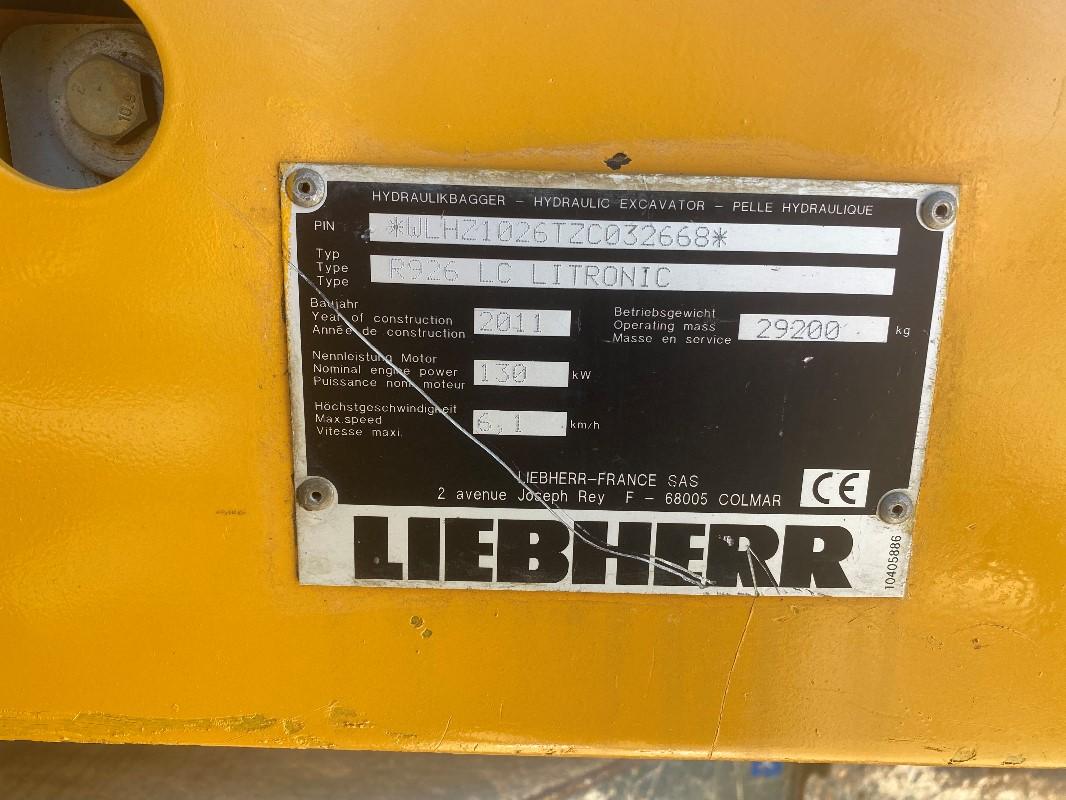 2
10.9
HYDRAULIKBAGGER – HYDRAULIC EXCAVATOR – PELLE HYDRAULIQUE
PIN *WLHZ1026TZC032668*
Typ
Type
Type
R926 LC LITRONIC
Baujahr
Year of construction
Année de construction
2011
Betriebsgewicht
Operating mass
Masse en service
29200 kg
Nennleistung Motor
Nominal engine power
Puissance nom. moteur
130 kW
Höchstgeschwindigkeit
Max.speed
Vitesse maxi.
6,1 km/h
LIEBHERR–FRANCE SAS
2 avenue Joseph Rey F – 68005 COLMAR
CE
LIEBHERR
10405886